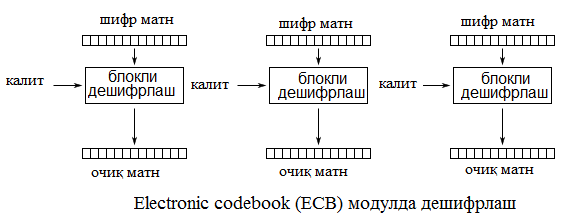 шифр матн
шифр матн
шифр матн
калит
блокли
дешифрлаш
калит
блокли
дешифрлаш
калит
блокли
дешифрлаш
очиқ матн
очиқ матн
очиқ матн
Electronic codebook (ECB) модулда дешифрлаш